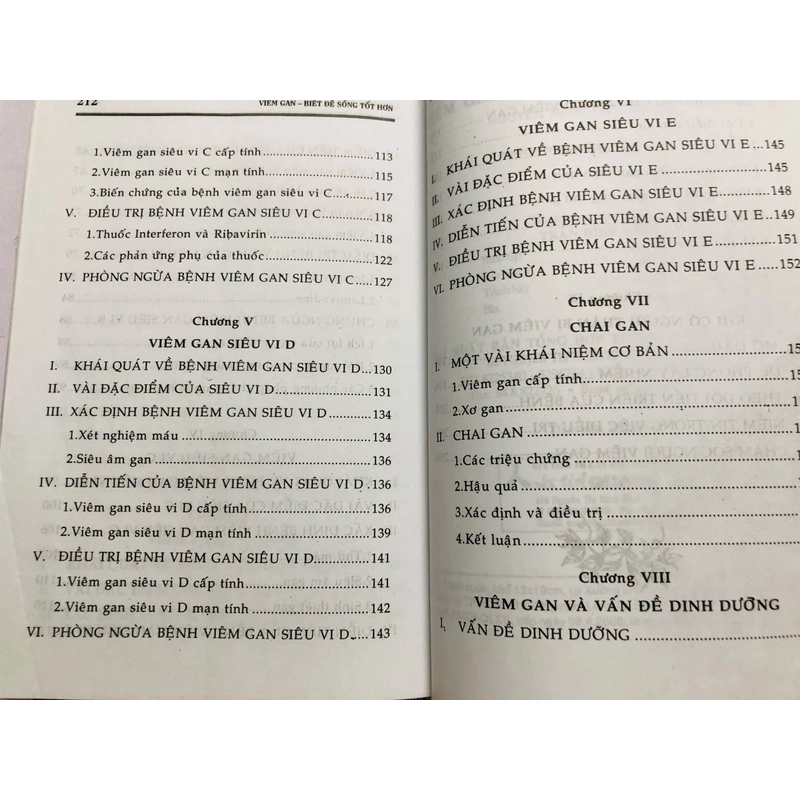 212 VIÊM GAN – BIẾT ĐỂ SỐNG TỐT HƠN
1.Viêm gan siêu vi C cấp tính ..................113
2.Viêm gan siêu vi C mạn tính ................115
3.Biến chứng của bệnh viêm gan siêu vi C....117
V. ĐIỀU TRỊ BỆNH VIÊM GAN SIÊU VI C ........118
1.Thuốc Interferon và Ribavirin ...............118
2.Các phản ứng phụ của thuốc ................122
IV. PHÒNG NGỪA BỆNH VIÊM GAN SIÊU VI C ..127
Chương V
VIÊM GAN SIÊU VI D
I. KHÁI QUÁT VỀ BỆNH VIÊM GAN SIÊU VI D...130
II. VÀI ĐẶC ĐIỂM CỦA SIÊU VI D................131
III. XÁC ĐỊNH BỆNH VIÊM GAN SIÊU VI D ......134
1.Xét nghiệm máu ..............................134
2.Siêu âm gan ..................................136
IV. DIỄN TIẾN CỦA BỆNH VIÊM GAN SIÊU VI D .136
1.Viêm gan siêu vi D cấp tính .................136
2.Viêm gan siêu vi D mạn tính ................139
V. ĐIỀU TRỊ BỆNH VIÊM GAN SIÊU VI D........141
1.Viêm gan siêu vi D cấp tính .................141
2.Viêm gan siêu vi D mạn tính ................142
VI. PHÒNG NGỪA BỆNH VIÊM GAN SIÊU VI D....143
Chương VI
VIÊM GAN SIÊU VI E
I. KHÁI QUÁT VỀ BỆNH VIÊM GAN SIÊU VI E ...145
II. VÀI ĐẶC ĐIỂM CỦA SIÊU VI E ................145
III. XÁC ĐỊNH BỆNH VIÊM GAN SIÊU VI E.......148
IV. DIỄN TIẾN CỦA BỆNH VIÊM GAN SIÊU VI E..149
V. ĐIỀU TRỊ BỆNH VIÊM GAN SIÊU VI E .........151
VI. PHÒNG NGỪA BỆNH VIÊM GAN SIÊU VI E....152
Chương VII
CHAI GAN
I. MỘT VÀI KHÁI NIỆM CƠ BẢN ................15
1.Viêm gan cấp tính ............................15
2.Xơ gan ........................................1
II. CHAI GAN ......................................1
1.Các triệu chứng ..............................1
2.Hậu quả ......................................1
3.Xác định và điều trị ..........................1
4.Kết luận .....................................1
Chương VIII
VIÊM GAN VÀ VẤN ĐỀ DINH DƯỠNG
I. VẤN ĐỀ DINH DƯỠNG ........................